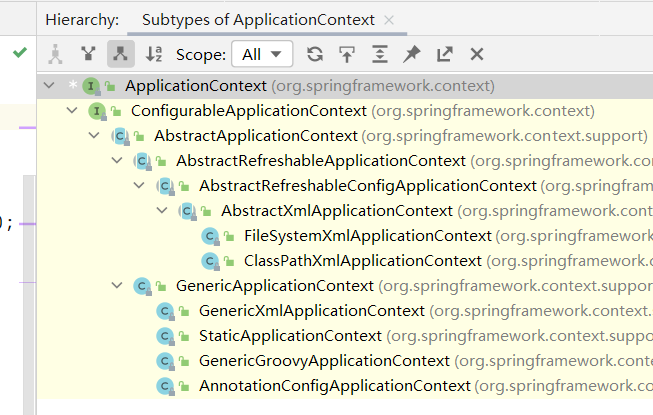 Hierarchy: Subtypes of ApplicationContext
Scope: All
ApplicationContext (org.springframework.context)
ConfigurableApplicationContext (org.springframework.context)
AbstractApplicationContext (org.springframework.context.support)
AbstractRefreshableApplicationContext (org.springframework.co
AbstractRefreshableConfigApplicationContext (org.springfram
AbstractXmlApplicationContext (org.springframework.cont
FileSystemXmlApplicationContext (org.springframework
ClassPathXmlApplicationContext (org.springframework.c
GenericApplicationContext (org.springframework.context.suppo
GenericXmlApplicationContext (org.springframework.context.
StaticApplicationContext (org.springframework.context.suppo
GenericGroovyApplicationContext (org.springframework.conte
AnnotationConfigApplicationContext (org.springframework.co
);